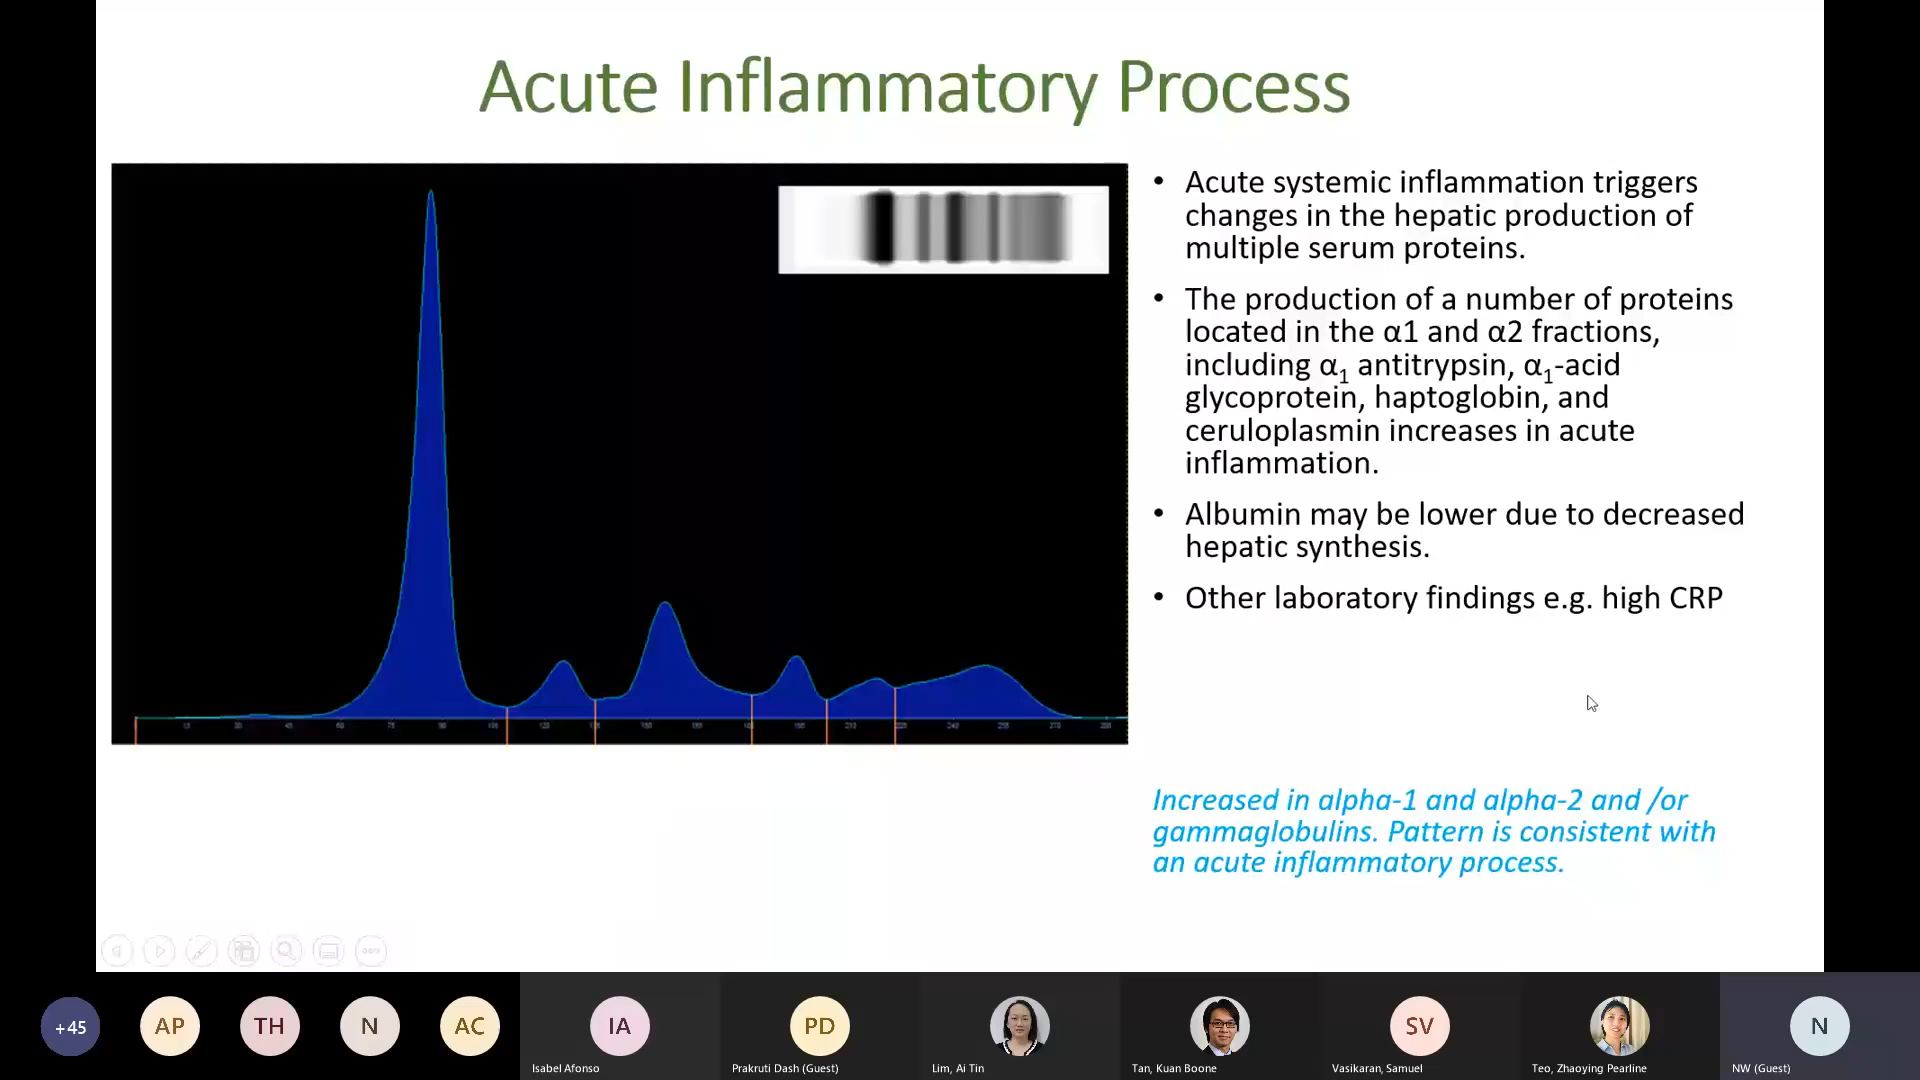 Acute Inflammatory Process
• Acute systemic inflammation triggers
changes in the hepatic production of
multiple serum proteins.
• The production of a number of proteins
located in the α1 and α2 fractions,
including α₁ antitrypsin, α₁-acid
glycoprotein, haptoglobin, and
ceruloplasmin increases in acute
inflammation.
• Albumin may be lower due to decreased
hepatic synthesis.
• Other laboratory findings e.g. high CRP
Increased in alpha-1 and alpha-2 and /or
gammaglobulins. Pattern is consistent with
an acute inflammatory process.
+45
AP
TH
N
AC
IA
PD
SV
N
Isabel Afonso
Prakruti Dash (Guest)
Lim, Ai Tin
Tan, Kuan Boone
Vasikaran, Samuel
Teo, Zhaoying Pearline
NW (Guest)